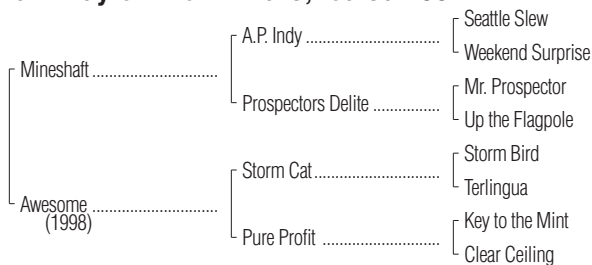 Seattle Slew
A.P. Indy
Weekend Surprise
Mineshaft
Mr. Prospector
Prospectors Delite
Up the Flagpole
Storm Bird
Storm Cat
Terlingua
Awesome
(1998)
Key to the Mint
Pure Profit
Clear Ceiling